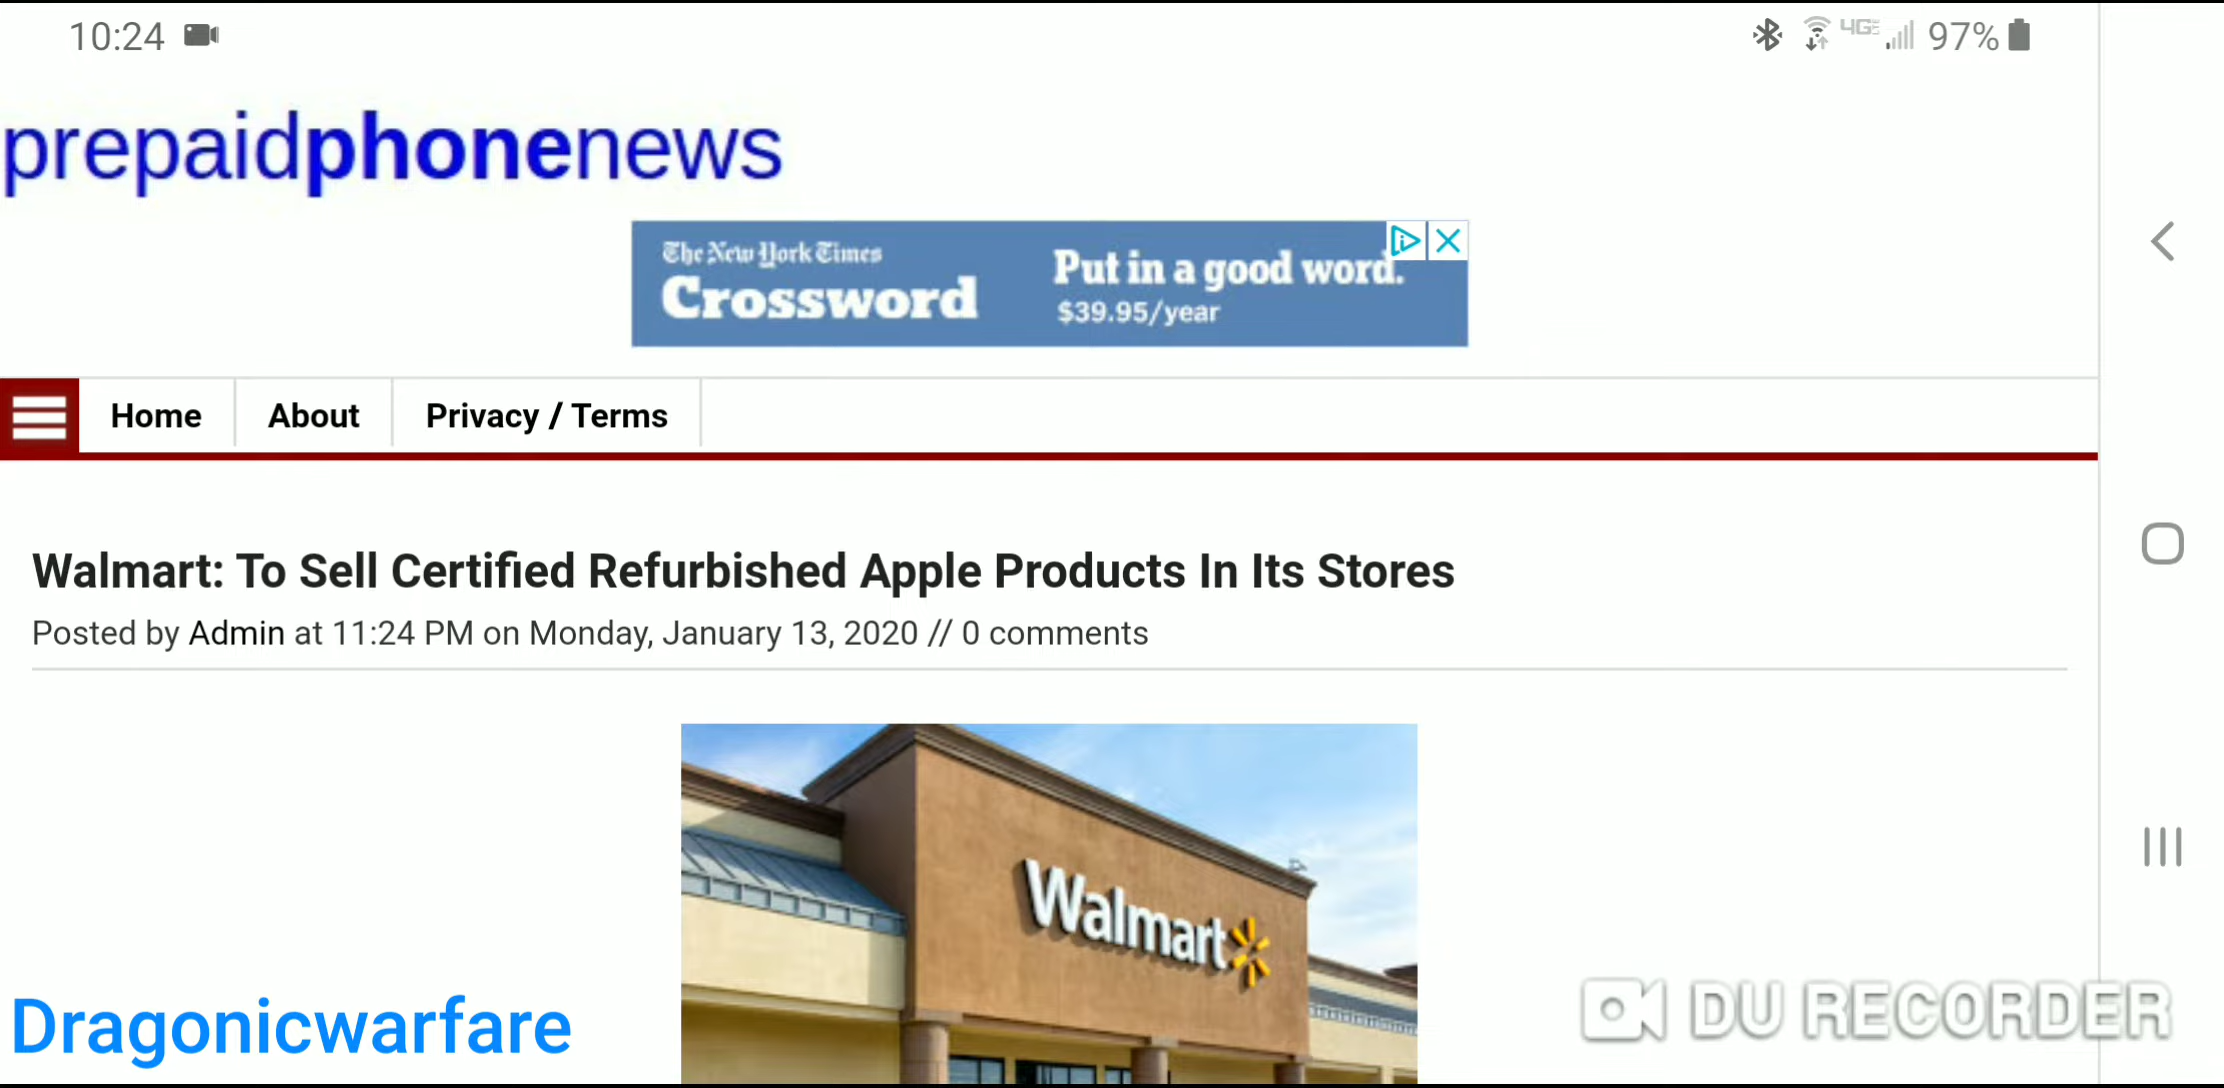 10:24
4GE 97%
prepaidphonenews
The New York Times
Crossword
Put in a good word.
$39.95/year
Home About Privacy / Terms
Walmart: To Sell Certified Refurbished Apple Products In Its Stores
Posted by Admin at 11:24 PM on Monday, January 13, 2020 // 0 comments
Walmart
Dragonicwarfare
DU RECORDER